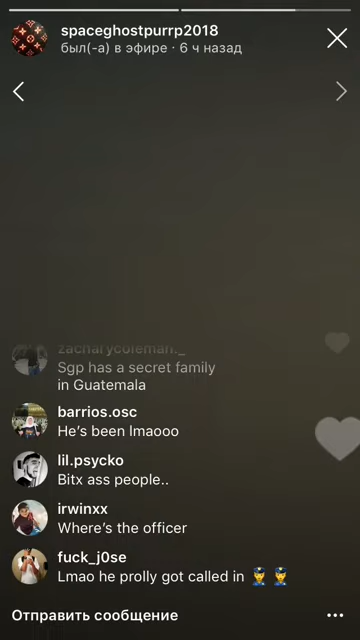 spaceghostpurrp2018
был(-а) в эфире · 6 ч назад
zacharycoleman._
Sgp has a secret family
in Guatemala
barrios.osc
He's been lmaooo
lil.psycko
Bitx ass people..
irwinxx
Where's the officer
fuck_j0se
Lmao he prolly got called in 👮 👮
Отправить сообщение